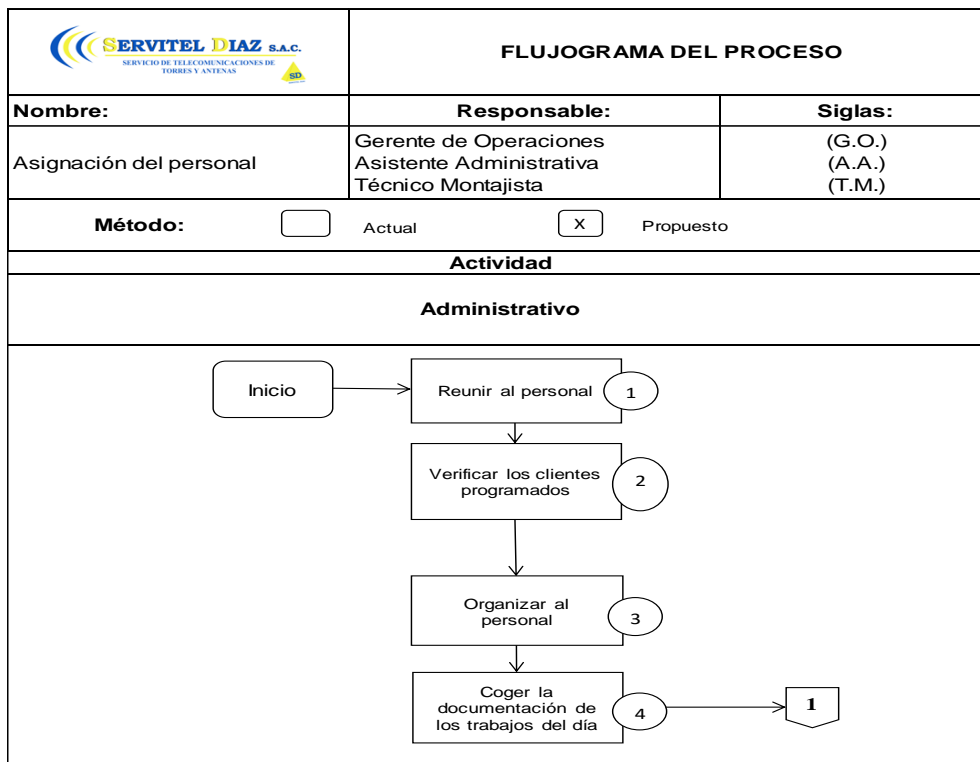 SERVITEL DIAZ S.A.C.
SERVICIO DE TELECOMUNICACIONES DE
TORRES Y ANTENAS
SD
FLUJOGRAMA DEL PROCESO
Nombre:
Responsable:
Siglas:
Asignación del personal
Gerente de Operaciones
Asistente Administrativa
Técnico Montajista
(G.O.)
(A.A.)
(T.M.)
Método:
Actual
X
Propuesto
Actividad
Administrativo
Inicio
Reunir al personal
1
Verificar los clientes
programados
2
Organizar al
personal
3
Coger la
documentación de
los trabajos del día
4
1